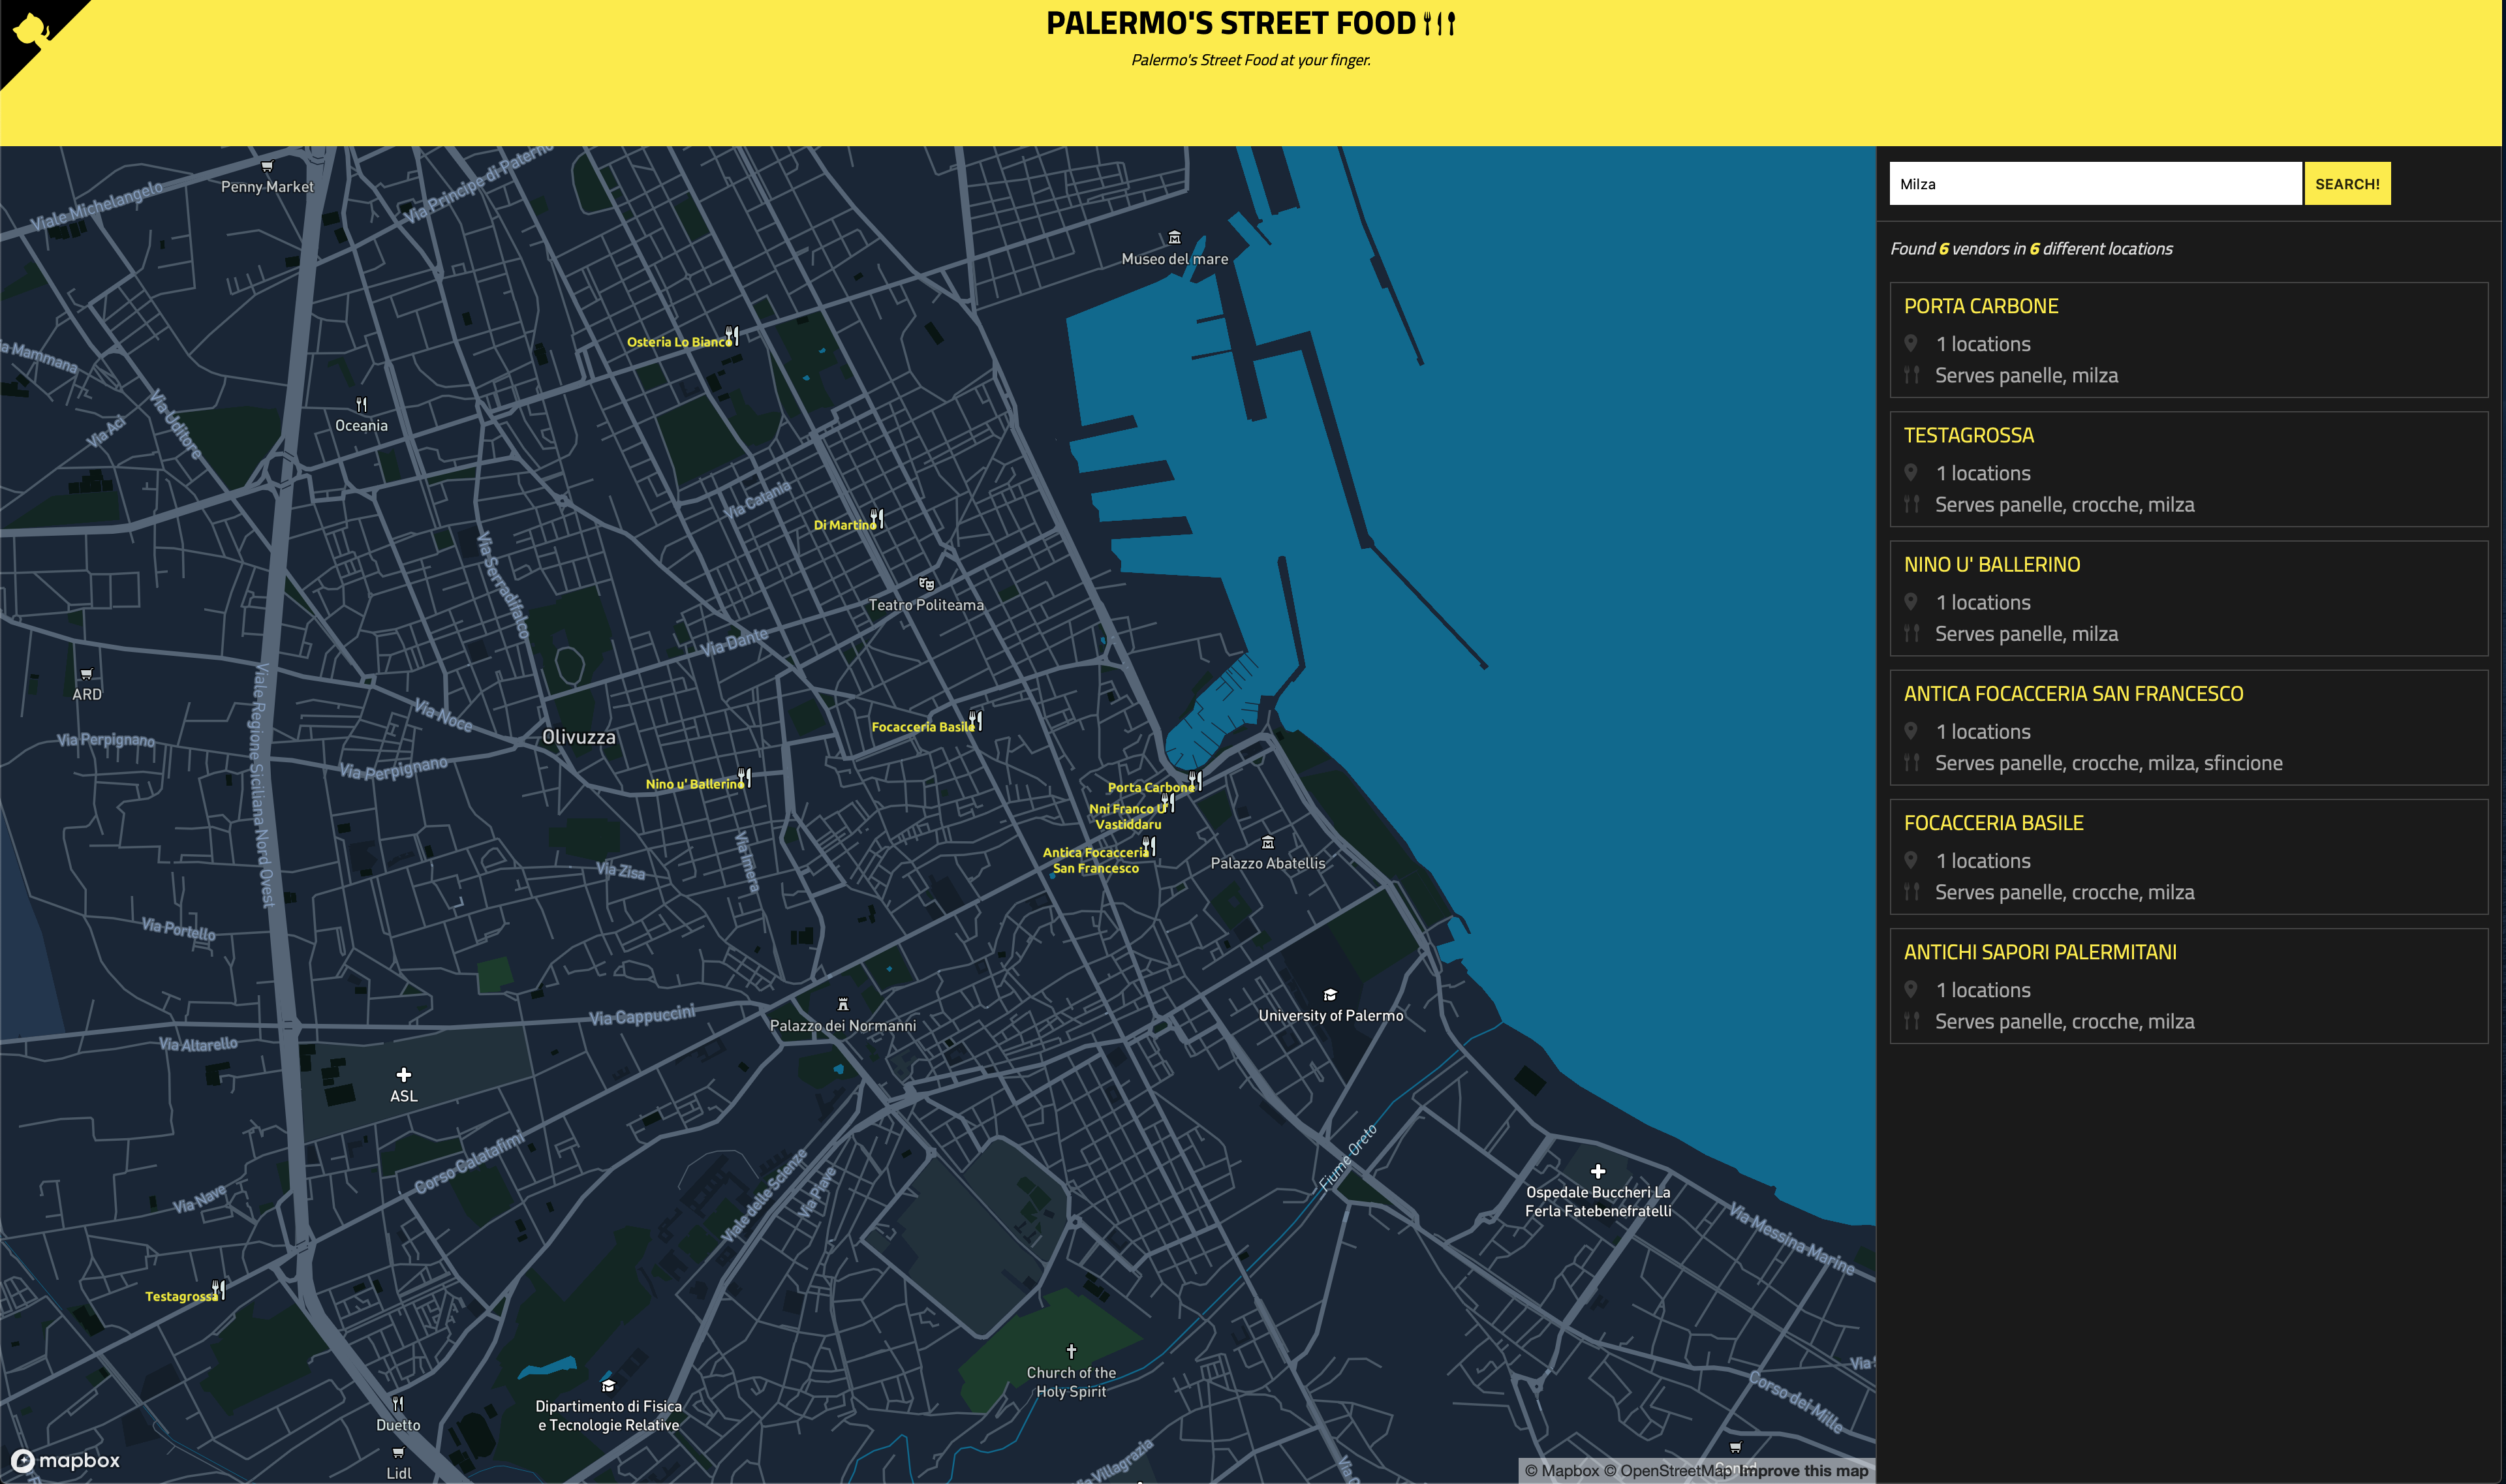 PALERMO'S STREET FOOD
Palermo's Street Food at your finger.
Penny Market
Viale Michelangelo
Via Principe di Paterno
Museo del mare
Osteria Lo Bianco
Via Uditore
Via Aci
Oceania
Via Catania
Di Martino
Via Serradifalco
Teatro Politeama
Via Dante
ARD
Viale Regione Siciliana Nord Ovest
Via Noce
Olivuzza
Focacceria Basile
Via Perpignano
Via Perpignano
Nino u' Ballerino
Porta Carbone
Nni Franco U'
Vastiddaru
Antica Focacceria
San Francesco
Palazzo Abatellis
Via Imera
Via Zisa
Via Portello
University of Palermo
Palazzo dei Normanni
Via Cappuccini
Via Altarello
ASL
Corso Calatafimi
Via Nave
Viale delle Scienze
Via Piave
Fiume Oreto
Ospedale Buccheri La
Ferla Fatebenefratelli
Via Messina Marine
Testagrossa
Church of the
Holy Spirit
Dipartimento di Fisica
e Tecnologie Relative
Duetto
Lidl
Corso dei Mille
Via Villagrazia
mapbox
© Mapbox © OpenStreetMap Improve this map
Milza
SEARCH!
Found 6 vendors in 6 different locations
PORTA CARBONE
1 locations
Serves panelle, milza
TESTAGROSSA
1 locations
Serves panelle, crocche, milza
NINO U' BALLERINO
1 locations
Serves panelle, milza
ANTICA FOCACCERIA SAN FRANCESCO
1 locations
Serves panelle, crocche, milza, sfincione
FOCACCERIA BASILE
1 locations
Serves panelle, crocche, milza
ANTICHI SAPORI PALERMITANI
1 locations
Serves panelle, crocche, milza